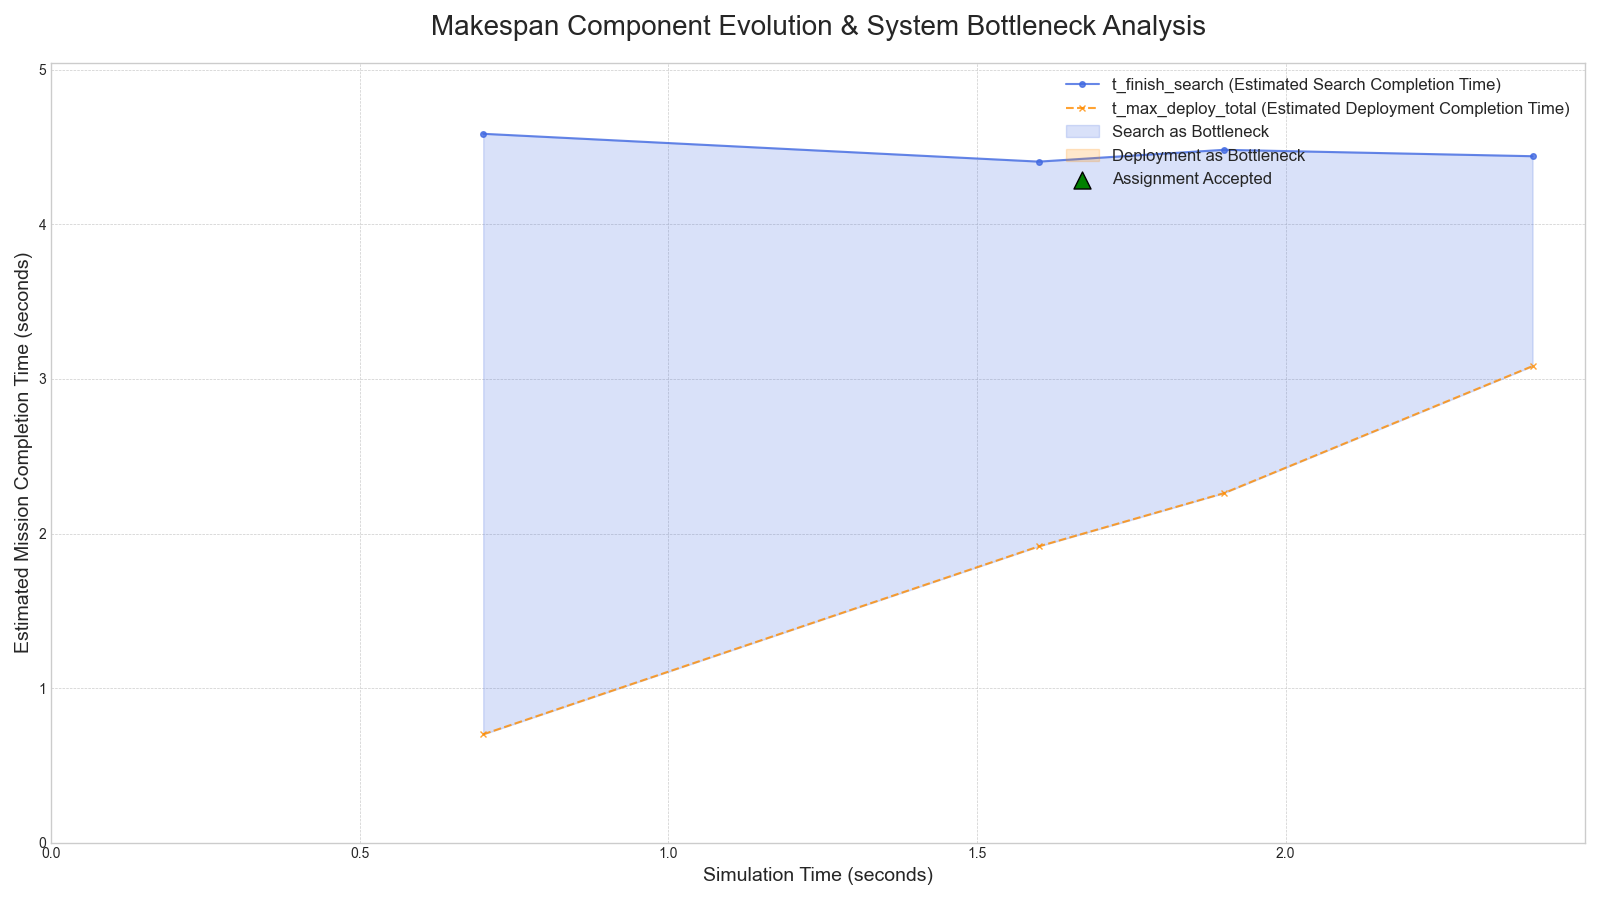 Makespan Component Evolution & System Bottleneck Analysis
t_finish_search (Estimated Search Completion Time)
t_max_deploy_total (Estimated Deployment Completion Time)
Search as Bottleneck
Deployment as Bottleneck
Assignment Accepted
Estimated Mission Completion Time (seconds)
5
4
3
2
1
0
0.0 0.5 1.0 1.5 2.0
Simulation Time (seconds)